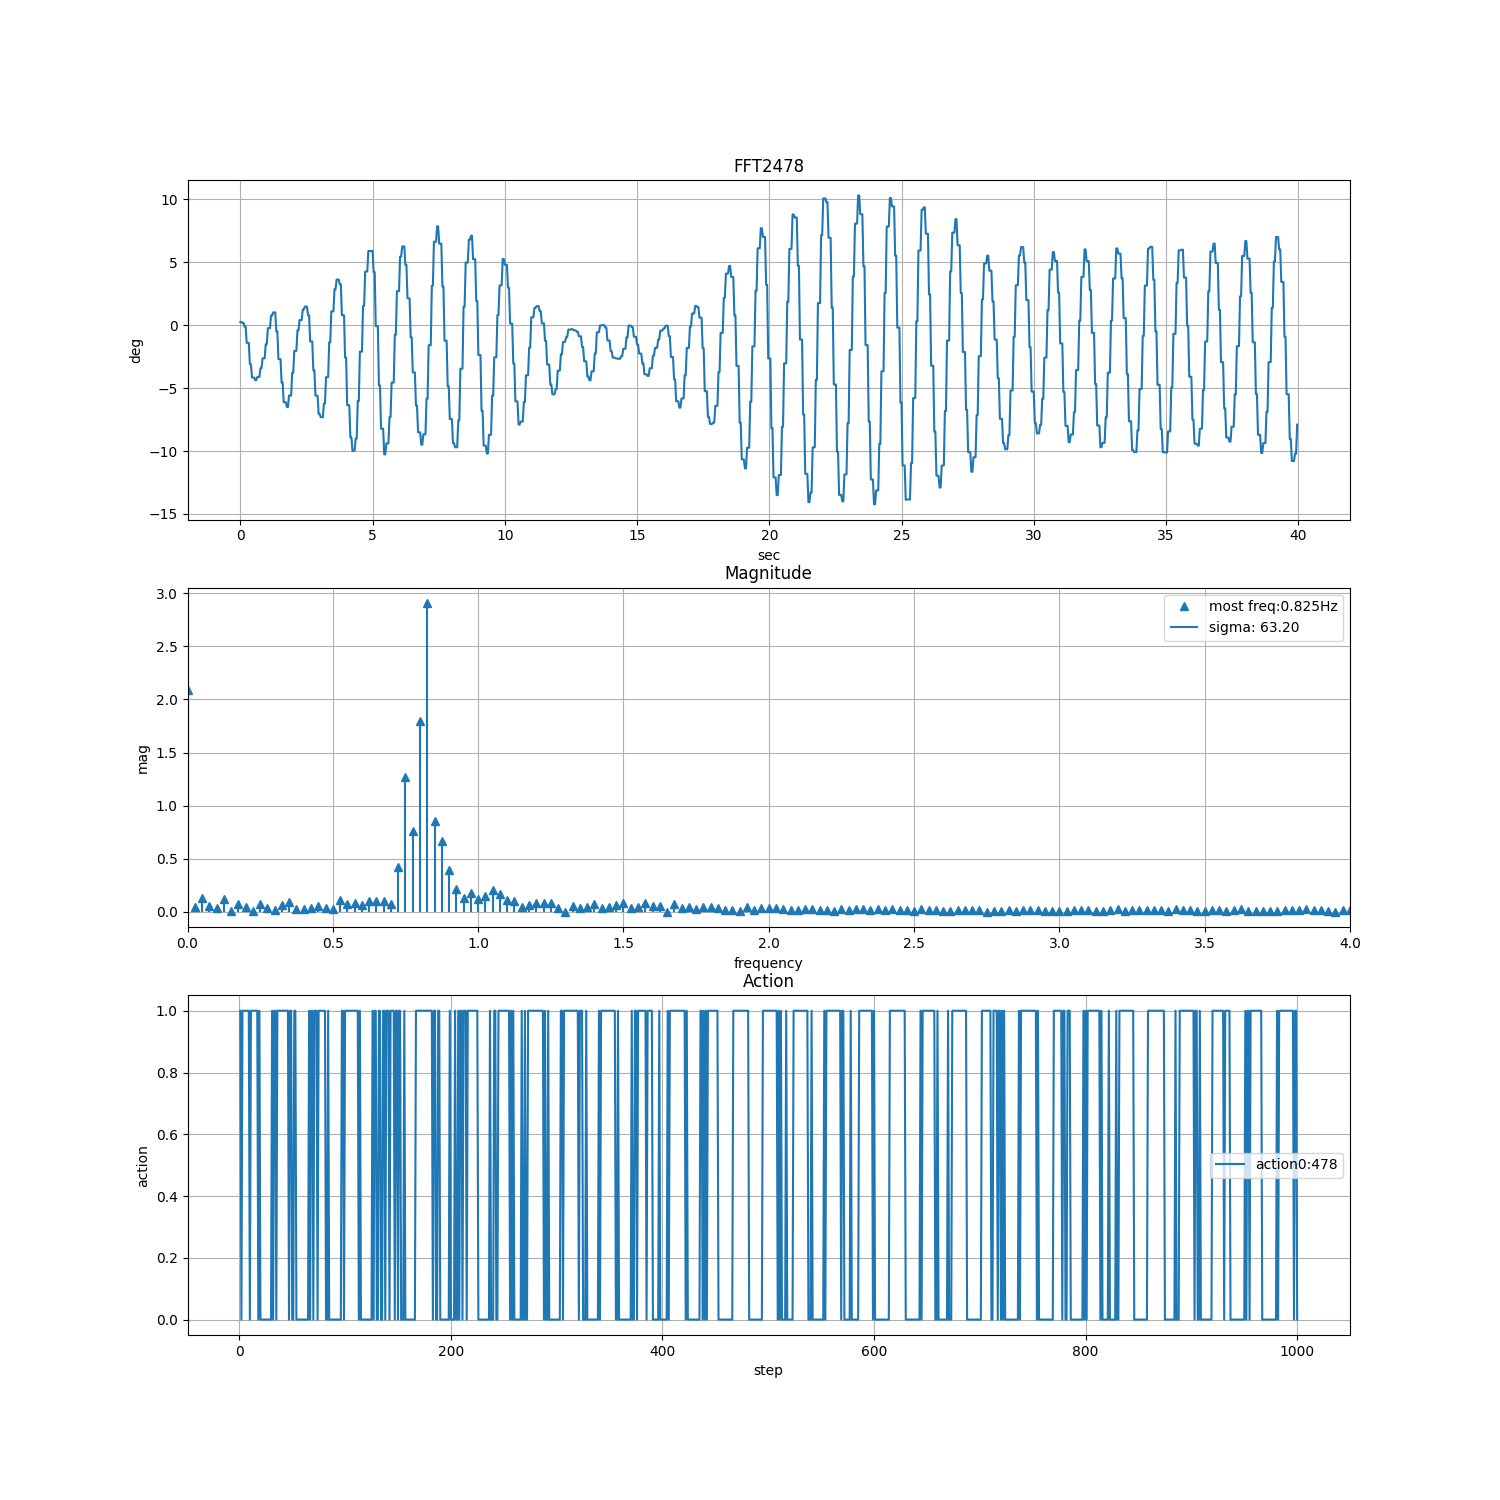 FFT2478
10
5
0
−5
−10
−15
deg
0 5 10 15 20 25 30 35 40
sec
Magnitude
3.0
2.5
2.0
1.5
1.0
0.5
0.0
mag
most freq:0.825Hz
sigma: 63.20
0.0 0.5 1.0 1.5 2.0 2.5 3.0 3.5 4.0
frequency
Action
1.0
0.8
0.6
0.4
0.2
0.0
action
action0:478
0 200 400 600 800 1000
step